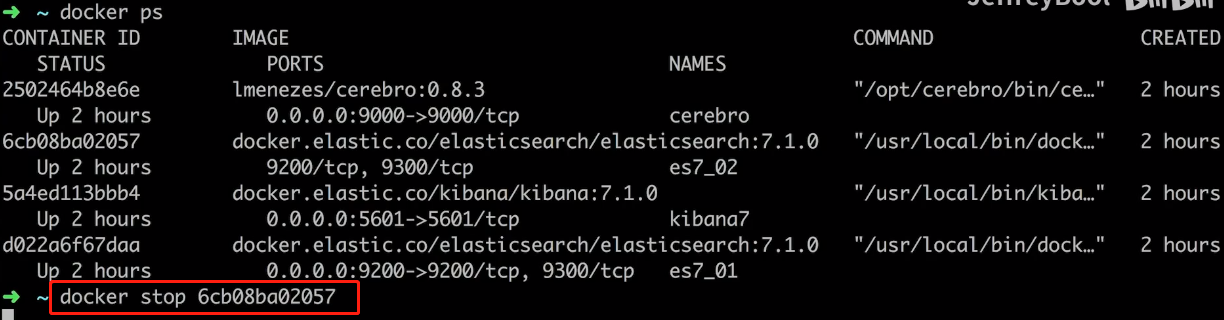 ➜ ~ docker ps
CONTAINER ID IMAGE COMMAND CREATED
STATUS PORTS NAMES
2502464b8e6e lmenezes/cerebro:0.8.3 "/opt/cerebro/bin/ce…" 2 hours
Up 2 hours 0.0.0.0:9000->9000/tcp cerebro
6cb08ba02057 docker.elastic.co/elasticsearch/elasticsearch:7.1.0 "/usr/local/bin/dock…" 2 hours
Up 2 hours 9200/tcp, 9300/tcp es7_02
5a4ed113bbb4 docker.elastic.co/kibana/kibana:7.1.0 "/usr/local/bin/kiba…" 2 hours
Up 2 hours 0.0.0.0:5601->5601/tcp kibana7
d022a6f67daa docker.elastic.co/elasticsearch/elasticsearch:7.1.0 "/usr/local/bin/dock…" 2 hours
Up 2 hours 0.0.0.0:9200->9200/tcp, 9300/tcp es7_01
➜ ~ docker stop 6cb08ba02057